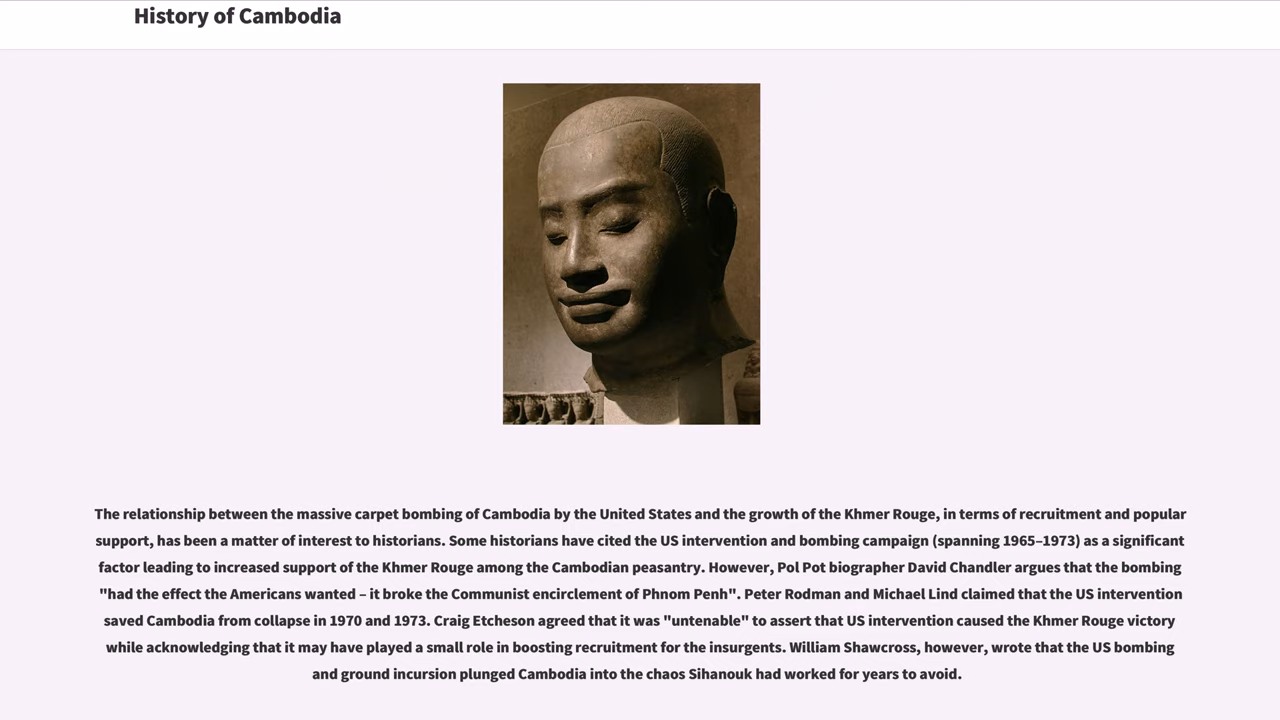 History of Cambodia
The relationship between the massive carpet bombing of Cambodia by the United States and the growth of the Khmer Rouge, in terms of recruitment and popular
support, has been a matter of interest to historians. Some historians have cited the US intervention and bombing campaign (spanning 1965–1973) as a significant
factor leading to increased support of the Khmer Rouge among the Cambodian peasantry. However, Pol Pot biographer David Chandler argues that the bombing
"had the effect the Americans wanted – it broke the Communist encirclement of Phnom Penh". Peter Rodman and Michael Lind claimed that the US intervention
saved Cambodia from collapse in 1970 and 1973. Craig Etcheson agreed that it was "untenable" to assert that US intervention caused the Khmer Rouge victory
while acknowledging that it may have played a small role in boosting recruitment for the insurgents. William Shawcross, however, wrote that the US bombing
and ground incursion plunged Cambodia into the chaos Sihanouk had worked for years to avoid.